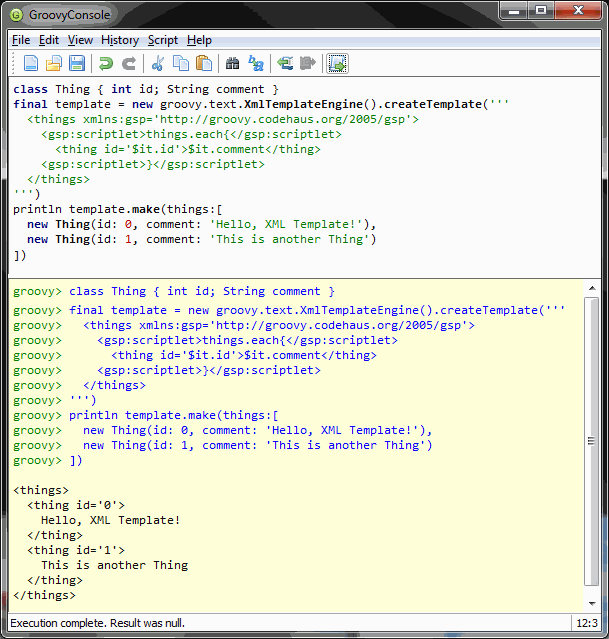 GroovyConsole
File Edit View History Script Help
class Thing { int id; String comment }
final template = new groovy.text.XmlTemplateEngine().createTemplate('''
  <things xmlns:gsp='http://groovy.codehaus.org/2005/gsp'>
    <gsp:scriptlet>things.each{</gsp:scriptlet>
      <thing id='$it.id'>$it.comment</thing>
    <gsp:scriptlet>}</gsp:scriptlet>
  </things>
''')
println template.make(things:[
  new Thing(id: 0, comment: 'Hello, XML Template!'),
  new Thing(id: 1, comment: 'This is another Thing')
])
groovy> class Thing { int id; String comment }
groovy> final template = new groovy.text.XmlTemplateEngine().createTemplate('''
groovy>   <things xmlns:gsp='http://groovy.codehaus.org/2005/gsp'>
groovy>     <gsp:scriptlet>things.each{</gsp:scriptlet>
groovy>       <thing id='$it.id'>$it.comment</thing>
groovy>     <gsp:scriptlet>}</gsp:scriptlet>
groovy>   </things>
groovy> ''')
groovy> println template.make(things:[
groovy>   new Thing(id: 0, comment: 'Hello, XML Template!'),
groovy>   new Thing(id: 1, comment: 'This is another Thing')
groovy> ])
<things>
  <thing id='0'>
    Hello, XML Template!
  </thing>
  <thing id='1'>
    This is another Thing
  </thing>
</things>
Execution complete. Result was null. 12:3